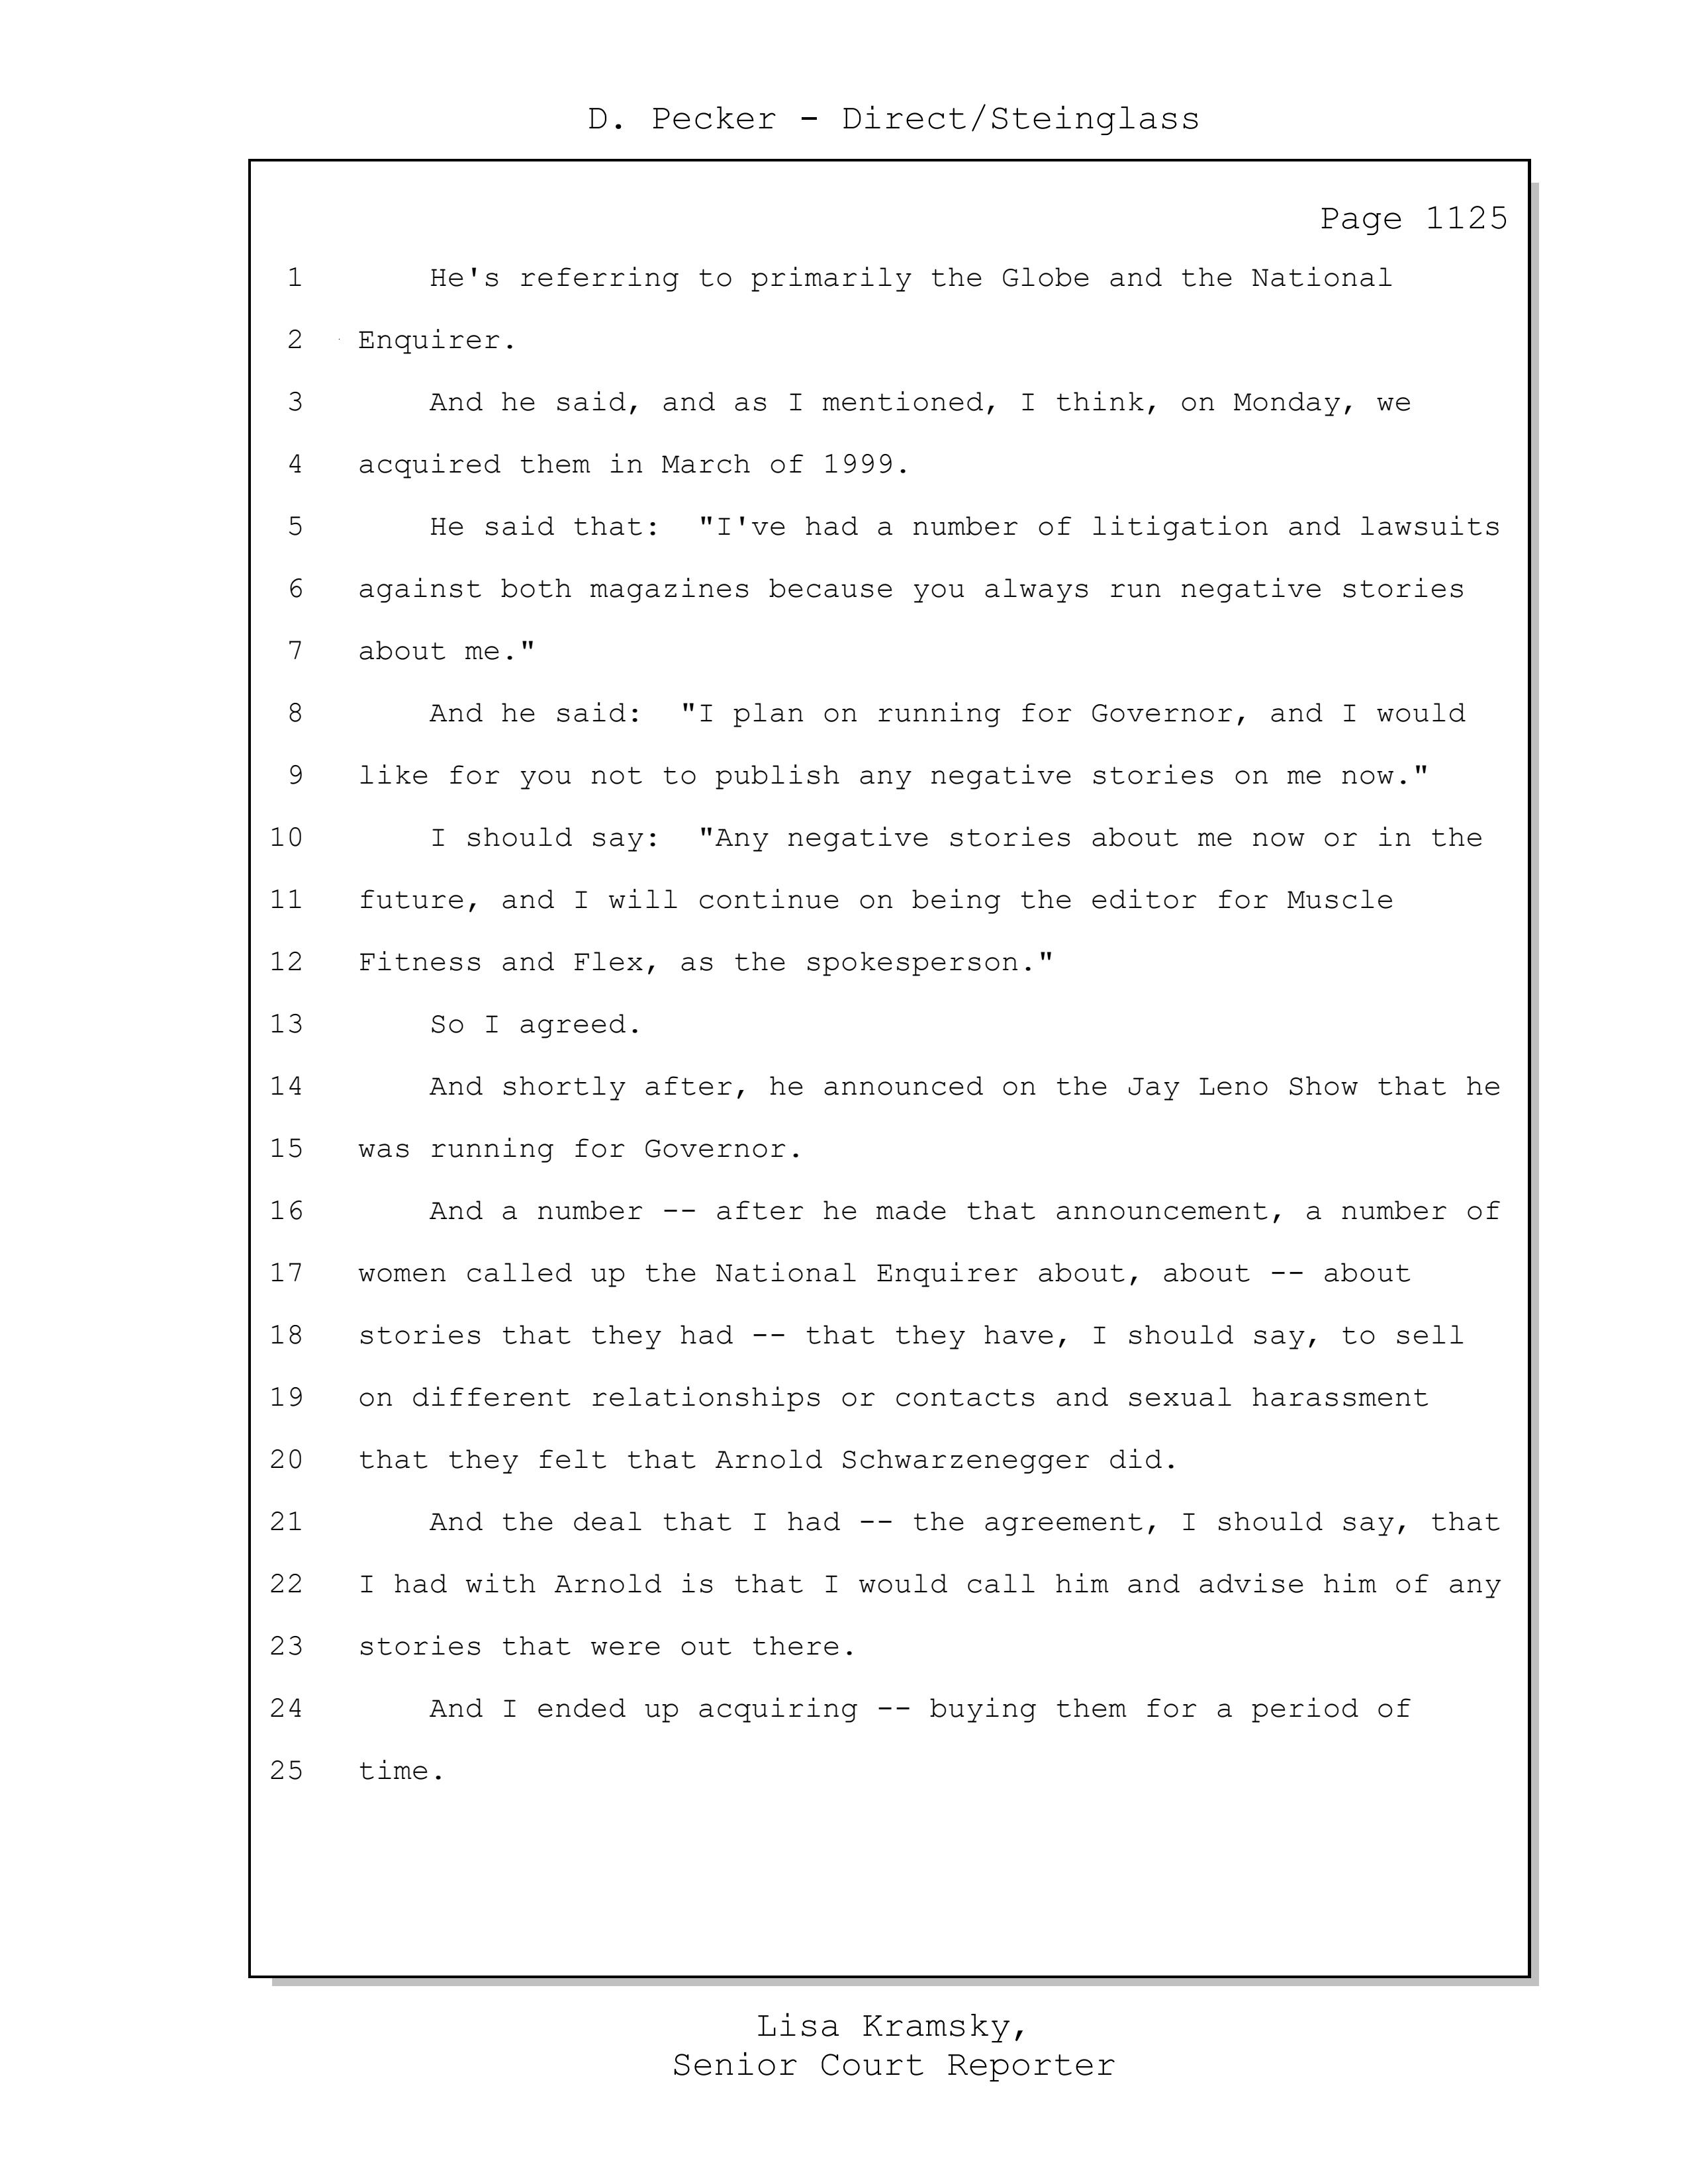 D. Pecker - Direct/Steinglass
Page 1125
1 He's referring to primarily the Globe and the National
2 Enquirer.
3 And he said, and as I mentioned, I think, on Monday, we
4 acquired them in March of 1999.
5 He said that: "I've had a number of litigation and lawsuits
6 against both magazines because you always run negative stories
7 about me."
8 And he said: "I plan on running for Governor, and I would
9 like for you not to publish any negative stories on me now."
10 I should say: "Any negative stories about me now or in the
11 future, and I will continue on being the editor for Muscle
12 Fitness and Flex, as the spokesperson."
13 So I agreed.
14 And shortly after, he announced on the Jay Leno Show that he
15 was running for Governor.
16 And a number -- after he made that announcement, a number of
17 women called up the National Enquirer about, about -- about
18 stories that they had -- that they have, I should say, to sell
19 on different relationships or contacts and sexual harassment
20 that they felt that Arnold Schwarzenegger did.
21 And the deal that I had -- the agreement, I should say, that
22 I had with Arnold is that I would call him and advise him of any
23 stories that were out there.
24 And I ended up acquiring -- buying them for a period of
25 time.
Lisa Kramsky,
Senior Court Reporter